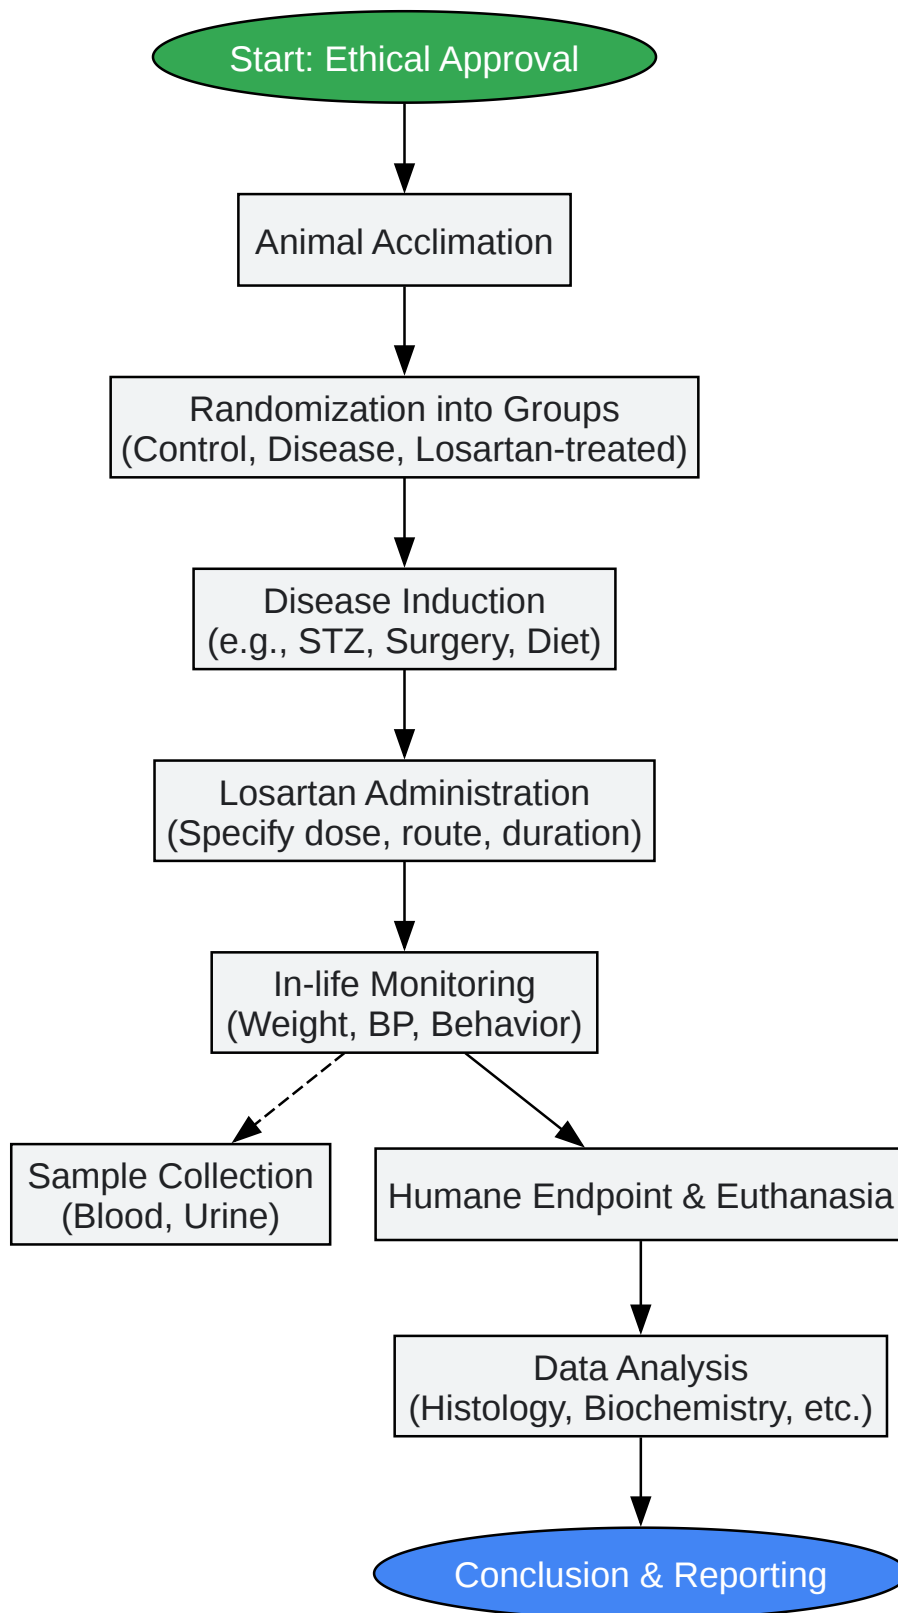 Start: Ethical Approval
Animal Acclimation
Randomization into Groups
(Control, Disease, Losartan-treated)
Disease Induction
(e.g., STZ, Surgery, Diet)
Losartan Administration
(Specify dose, route, duration)
In-life Monitoring
(Weight, BP, Behavior)
Sample Collection
(Blood, Urine)
Humane Endpoint & Euthanasia
Data Analysis
(Histology, Biochemistry, etc.)
Conclusion & Reporting